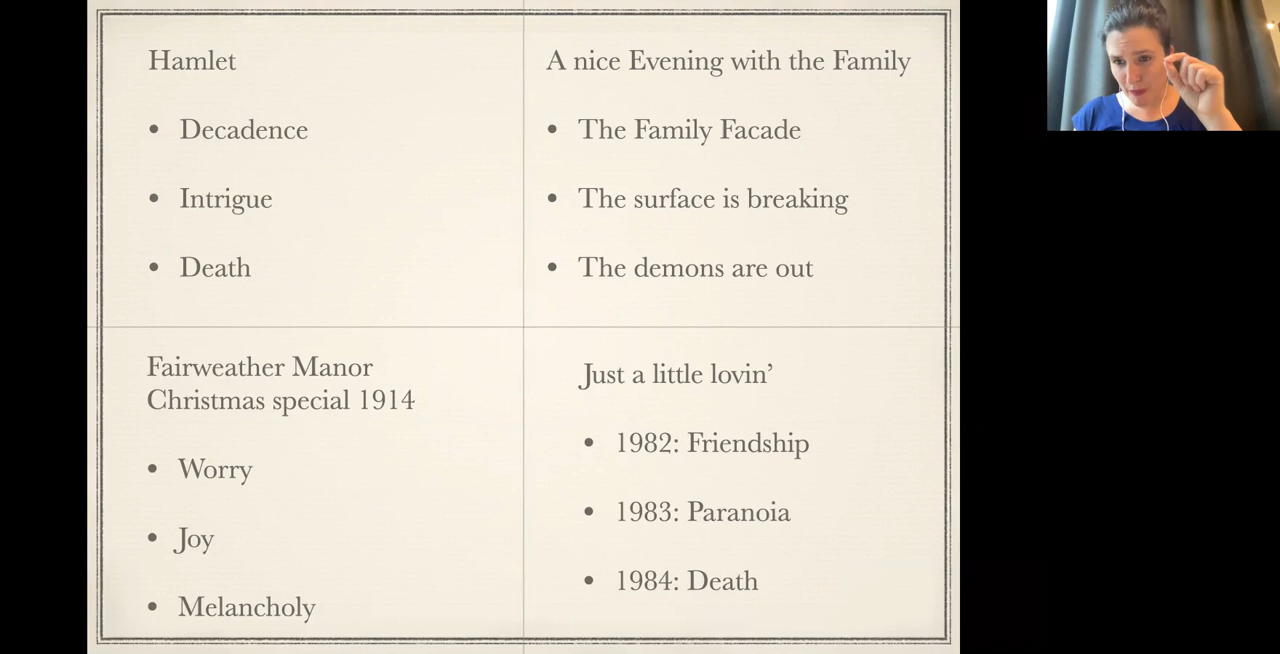 Hamlet
• Decadence
• Intrigue
• Death
A nice Evening with the Family
• The Family Facade
• The surface is breaking
• The demons are out
Fairweather Manor
Christmas special 1914
• Worry
• Joy
• Melancholy
Just a little lovin’
• 1982: Friendship
• 1983: Paranoia
• 1984: Death